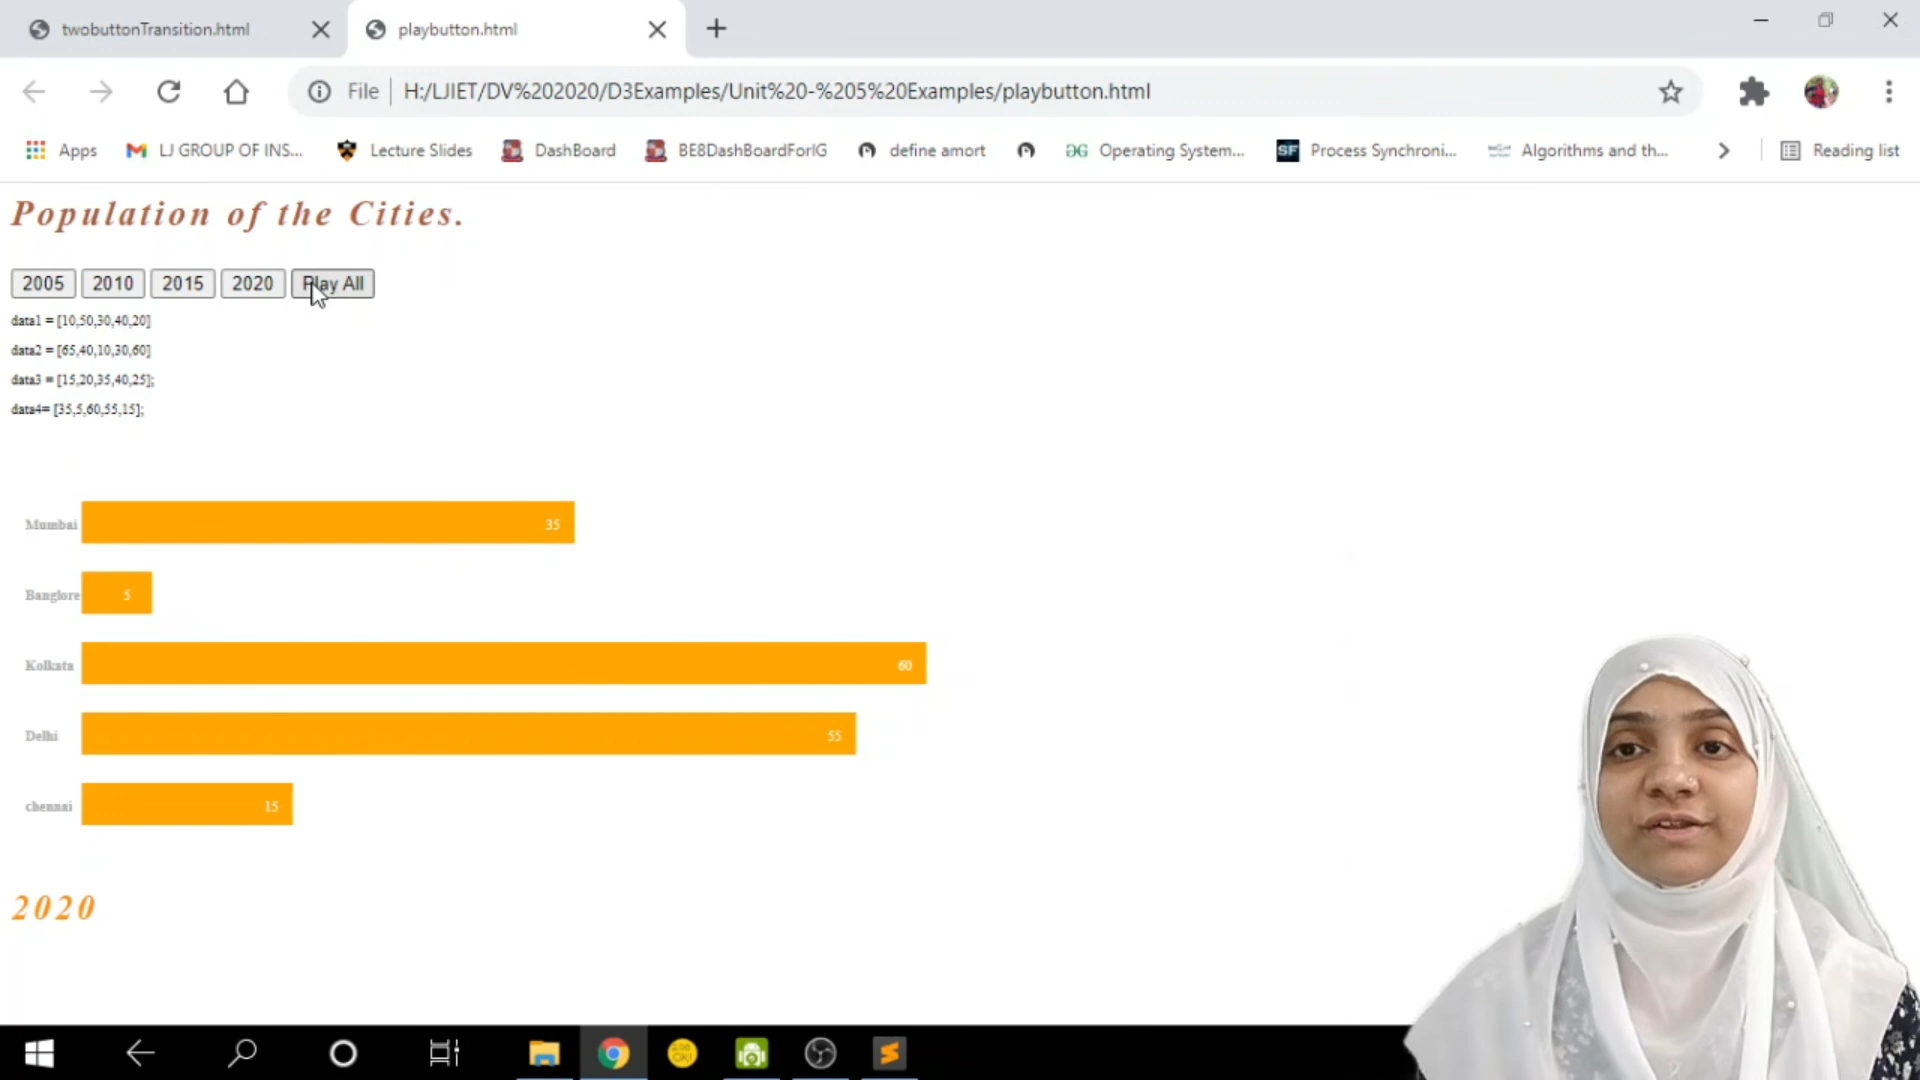 twobuttonTransition.html
playbutton.html
File
H:/LJIET/DV%202020/D3Examples/Unit%20-%205%20Examples/playbutton.html
Apps
LJ GROUP OF INS...
Lecture Slides
DashBoard
BE8DashBoardForIG
define amort
Operating System...
SF
Process Synchroni...
Algorithms and th...
Reading list
Population of the Cities.
2005 2010 2015 2020 Play All
data1 = [10,50,30,40,20]
data2 = [65,40,10,30,60]
data3 = [15,20,35,40,25];
data4= [35,5,60,55,15];
Mumbai 35
Banglore 5
Kolkata 60
Delhi 55
chennai 15
2020